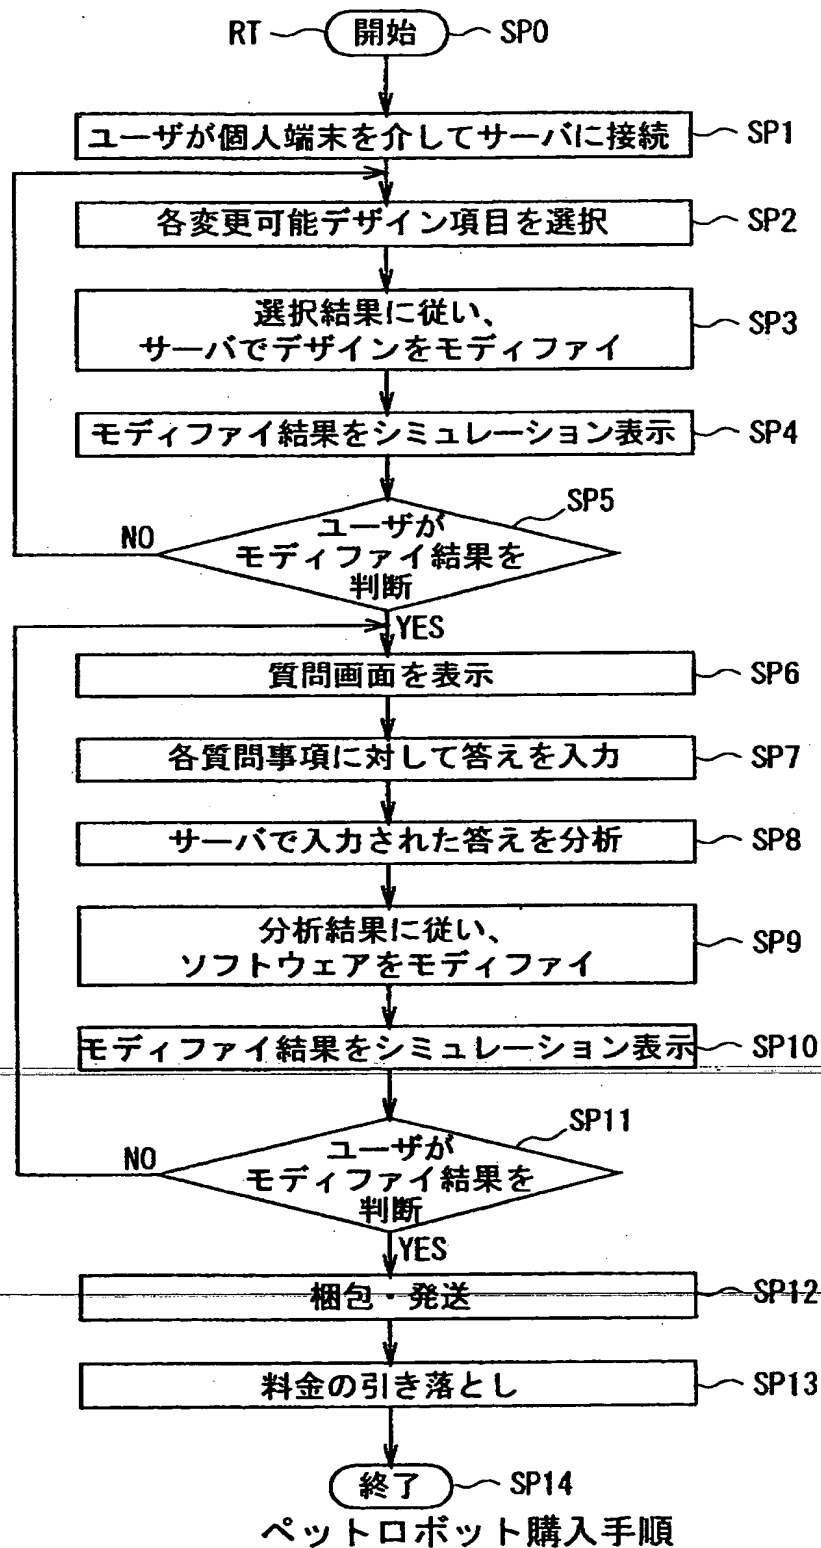 RT 開始 SP0
ユーザが個人端末を介してサーバに接続 SP1
各変更可能デザイン項目を選択 SP2
選択結果に従い、
サーバでデザインをモディファイ SP3
モディファイ結果をシミュレーション表示 SP4
SP5
NO
ユーザが
モディファイ結果を
判断
YES
質問画面を表示 SP6
各質問事項に対して答えを入力 SP7
サーバで入力された答えを分析 SP8
分析結果に従い、
ソフトウェアをモディファイ SP9
モディファイ結果をシミュレーション表示 SP10
SP11
NO
ユーザが
モディファイ結果を
判断
YES
梱包・発送 SP12
料金の引き落とし SP13
終了 SP14
ペットロボット購入手順